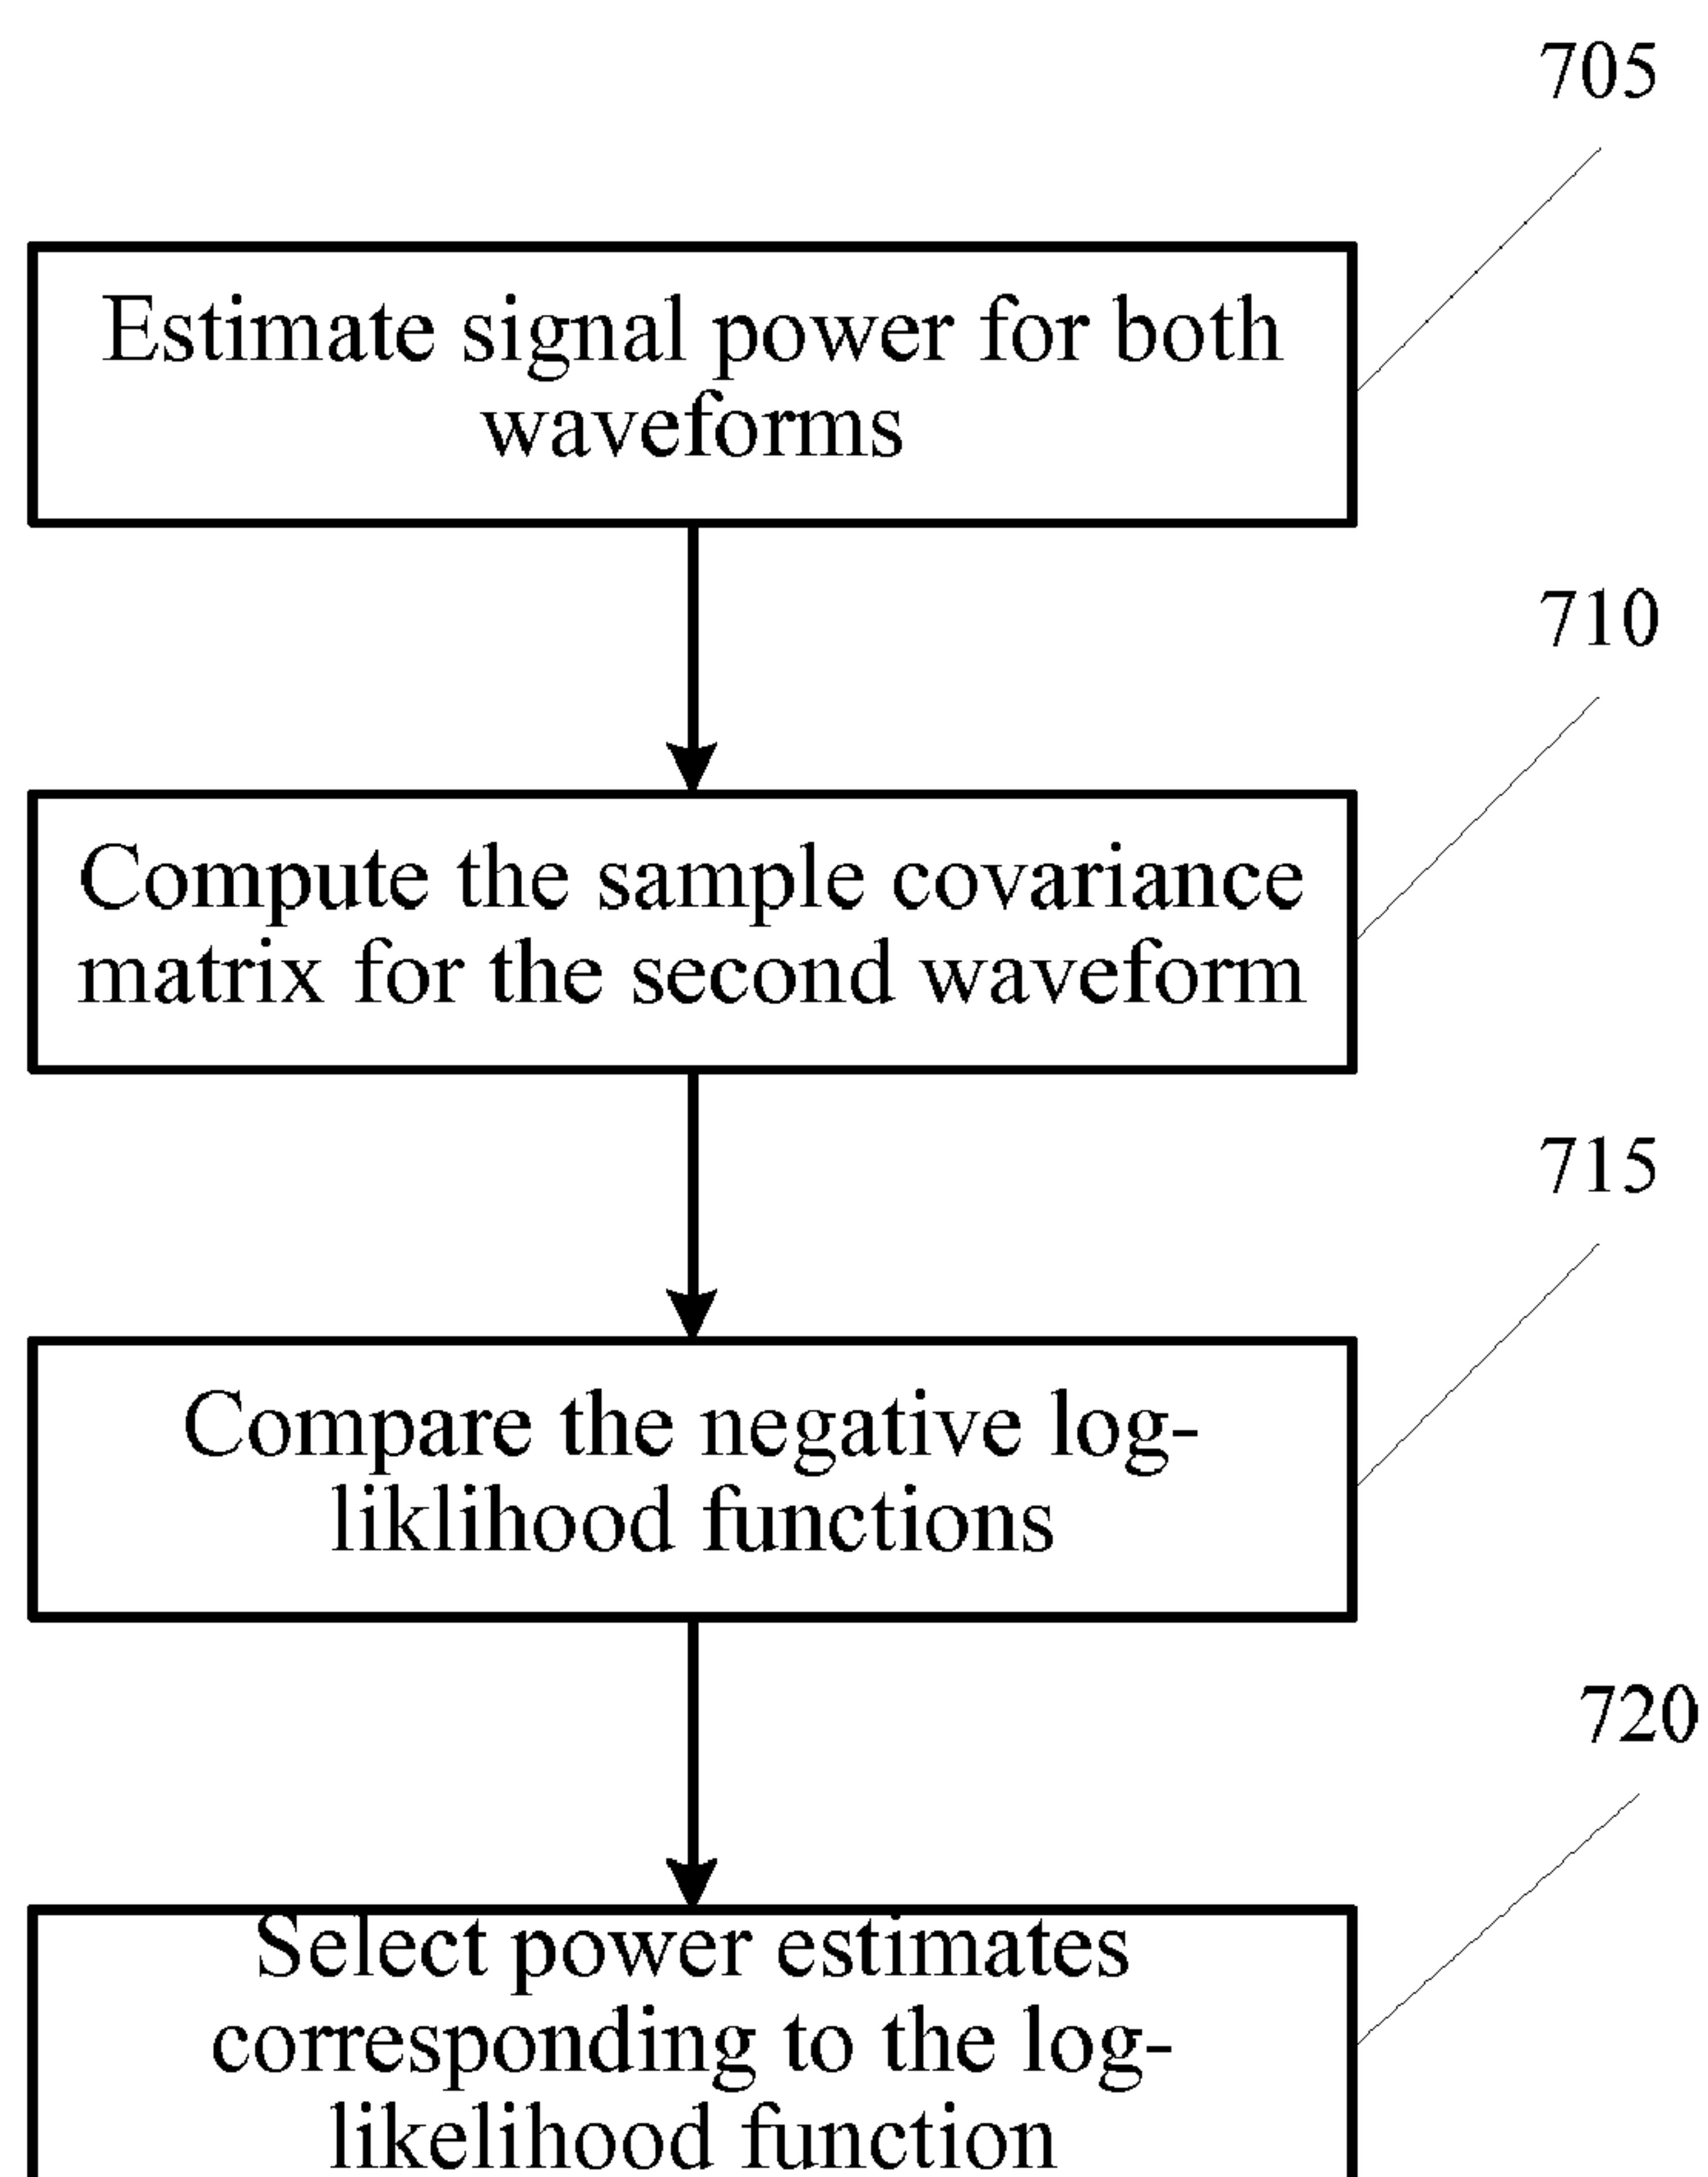 705
Estimate signal power for both
waveforms
710
Compute the sample covariance
matrix for the second waveform
715
Compare the negative log-
liklihood functions
720
Select power estimates
corresponding to the log-
likelihood function